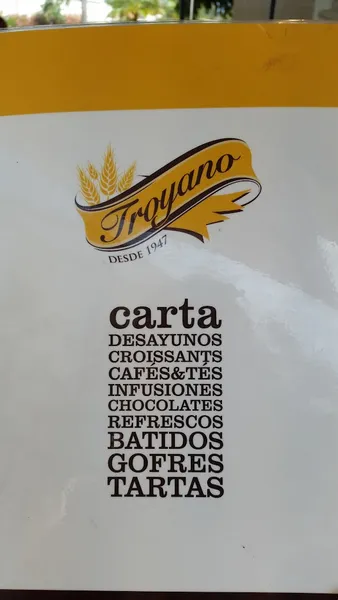 Troyano
DESDE 1947
carta
DESAYUNOS
CROISSANTS
CAFÉS&TÉS
INFUSIONES
CHOCOLATES
REFRESCOS
BATIDOS
GOFRES
TARTAS